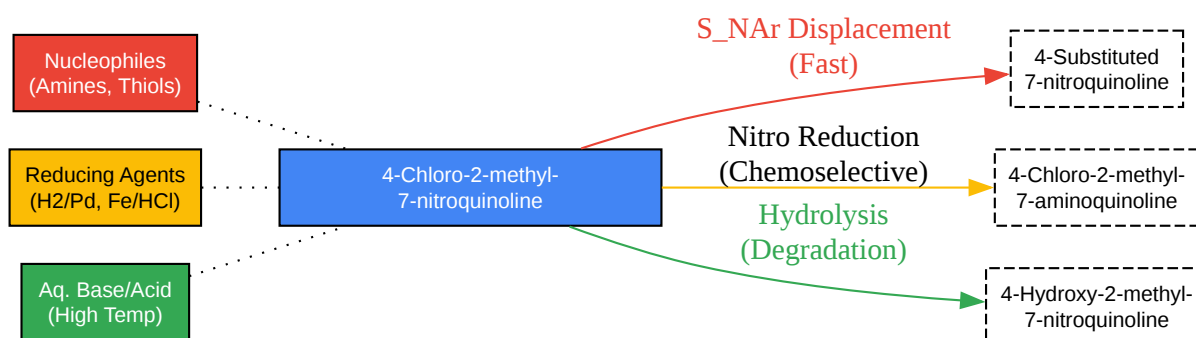 Nucleophiles
(Amines, Thiols)
Reducing Agents
(H2/Pd, Fe/HCl)
Aq. Base/Acid
(High Temp)
4-Chloro-2-methyl-
7-nitroquinoline
S_NAr Displacement
(Fast)
Nitro Reduction
(Chemoselective)
Hydrolysis
(Degradation)
4-Substituted
7-nitroquinoline
4-Chloro-2-methyl-
7-aminoquinoline
4-Hydroxy-2-methyl-
7-nitroquinoline